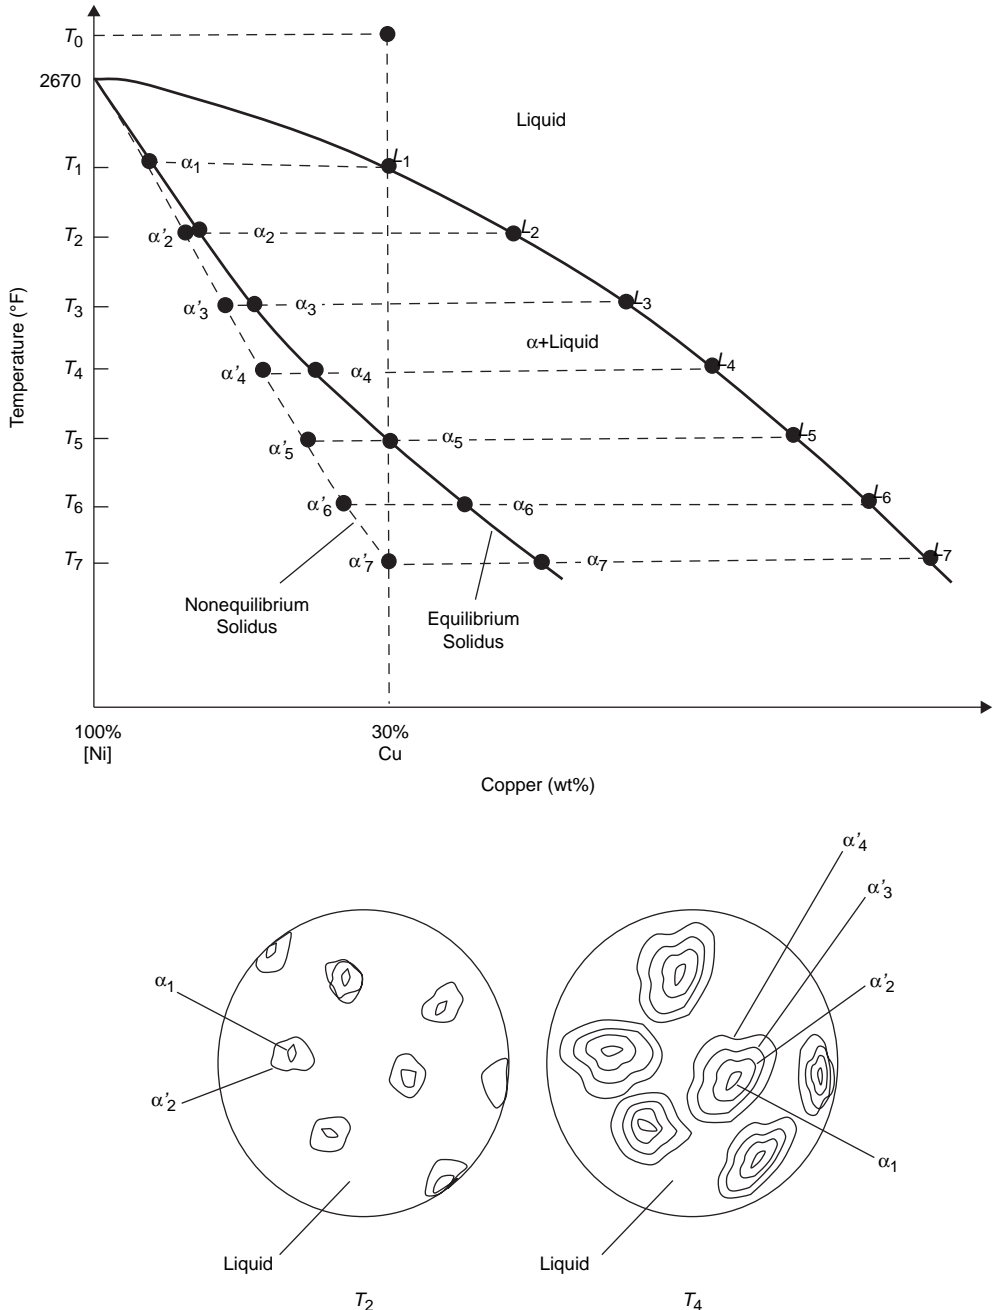 T0
2670
Liquid
T1
α1
L1
T2
α'2
α2
L2
T3
α'3
α3
L3
α+Liquid
T4
α'4
α4
L4
Temperature (°F)
T5
α'5
α5
L5
T6
α'6
α6
L6
T7
α'7
α7
L7
Nonequilibrium
Solidus
Equilibrium
Solidus
100%
[Ni]
30%
Cu
Copper (wt%)
α'4
α'3
α1
α'2
α'2
α1
Liquid
Liquid
T2
T4